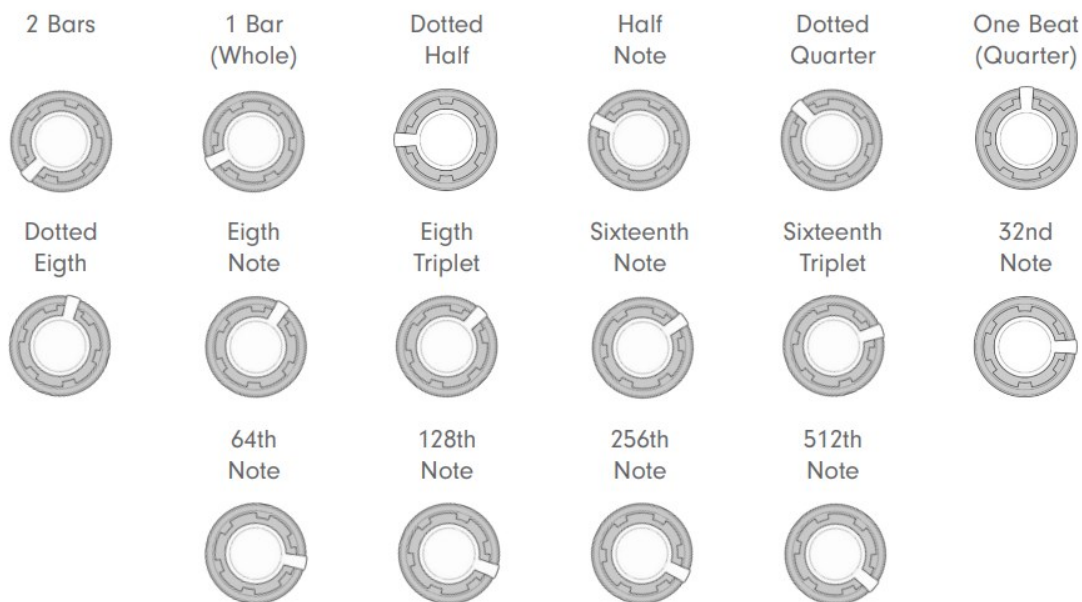 2 Bars
1 Bar
(Whole)
Dotted
Half
Half
Note
Dotted
Quarter
One Beat
(Quarter)
Dotted
Eigth
Eigth
Note
Eigth
Triplet
Sixteenth
Note
Sixteenth
Triplet
32nd
Note
64th
Note
128th
Note
256th
Note
512th
Note